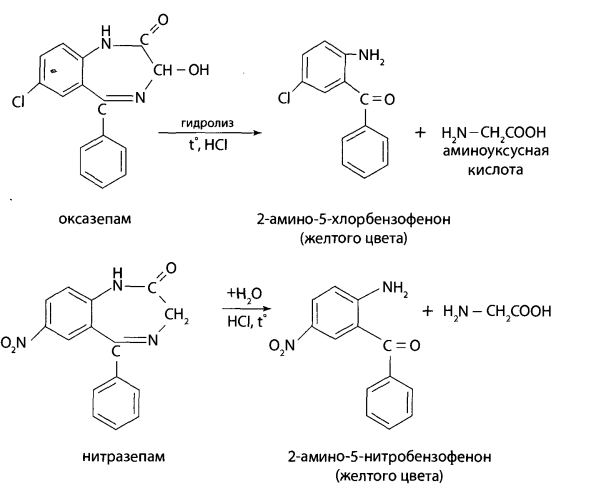 H
N
O
C
CH – OH
N
C
Cl
гидролиз
t°, HCl
NH₂
Cl
C=O
+ H₂N – CH₂COOH
аминоуксусная
кислота
оксазепам
2-амино-5-хлорбензофенон
(желтого цвета)
H
N
O
C
CH₂
N
C
O₂N
+H₂O
HCl, t°
NH₂
O₂N
C=O
+ H₂N – CH₂COOH
нитразепам
2-амино-5-нитробензофенон
(желтого цвета)